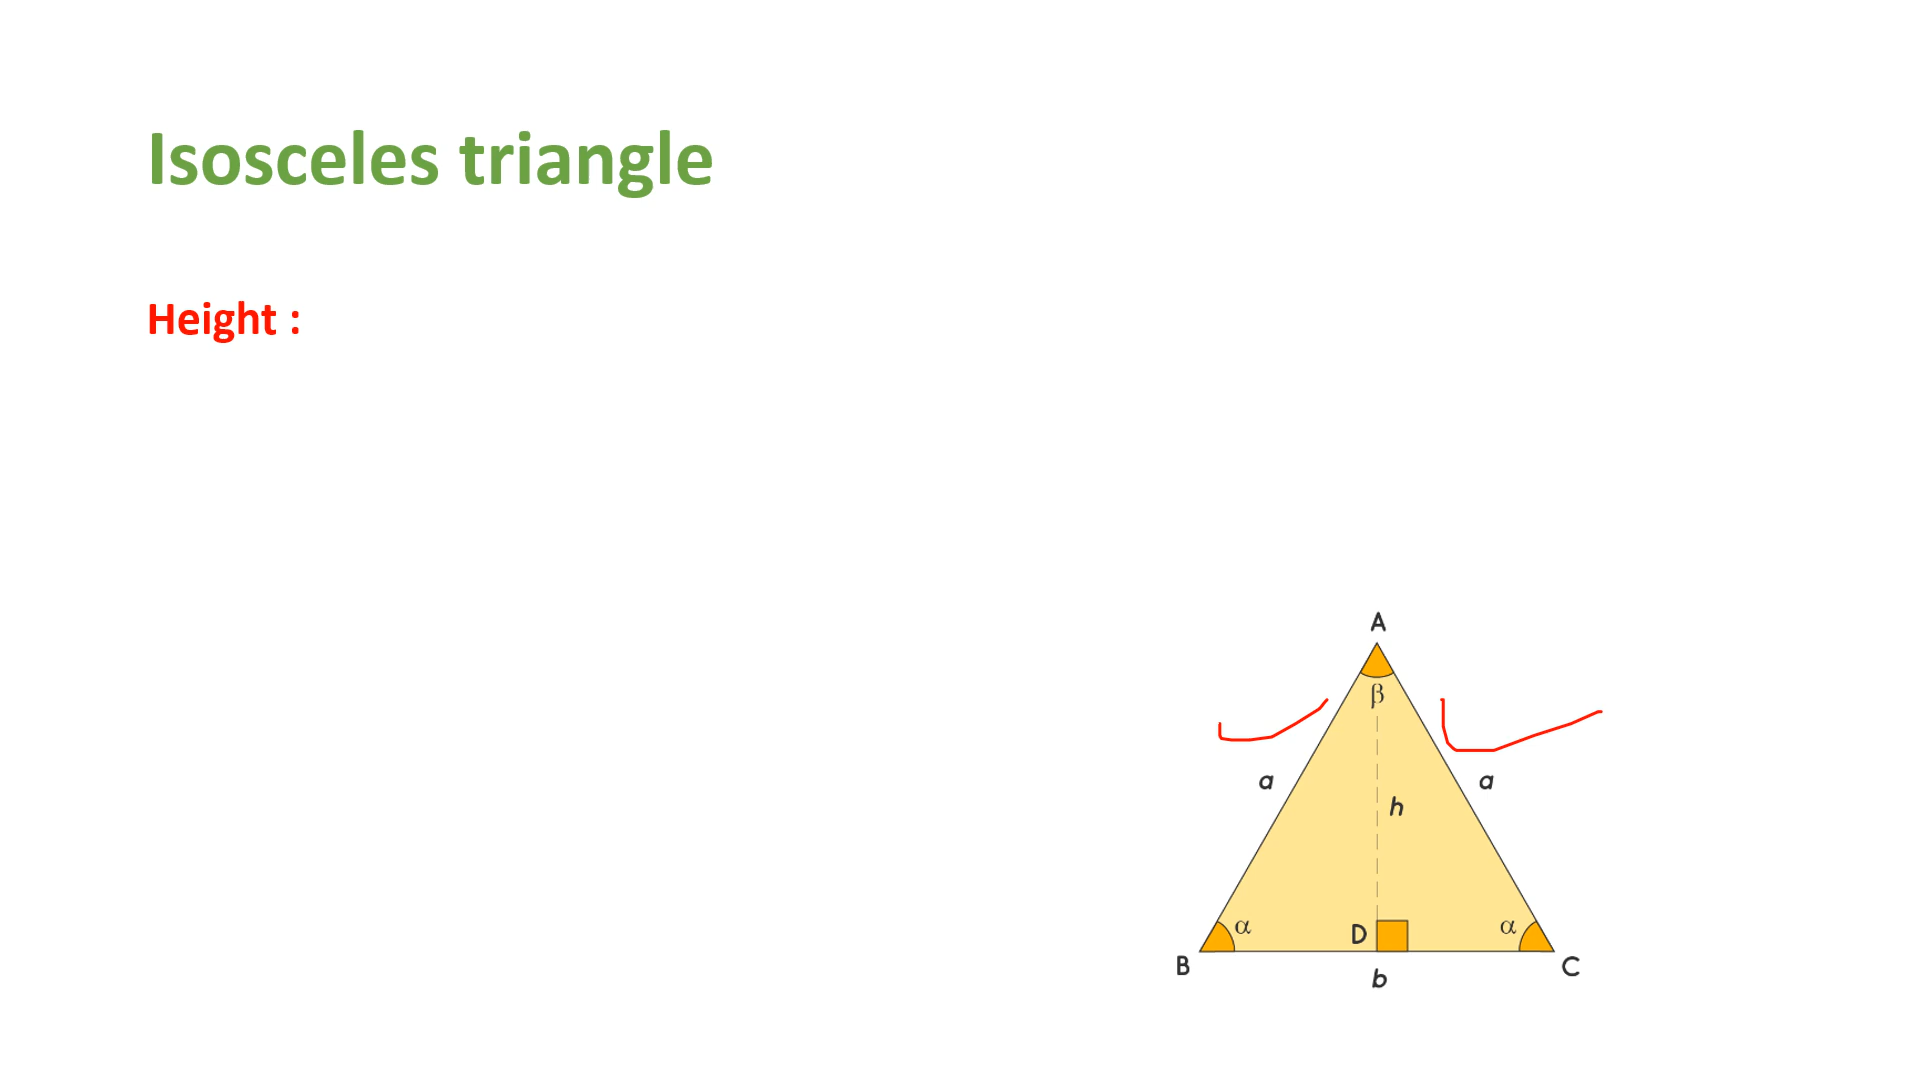 Isosceles triangle
Height :
A
β
a
a
h
α
D
α
B
b
C